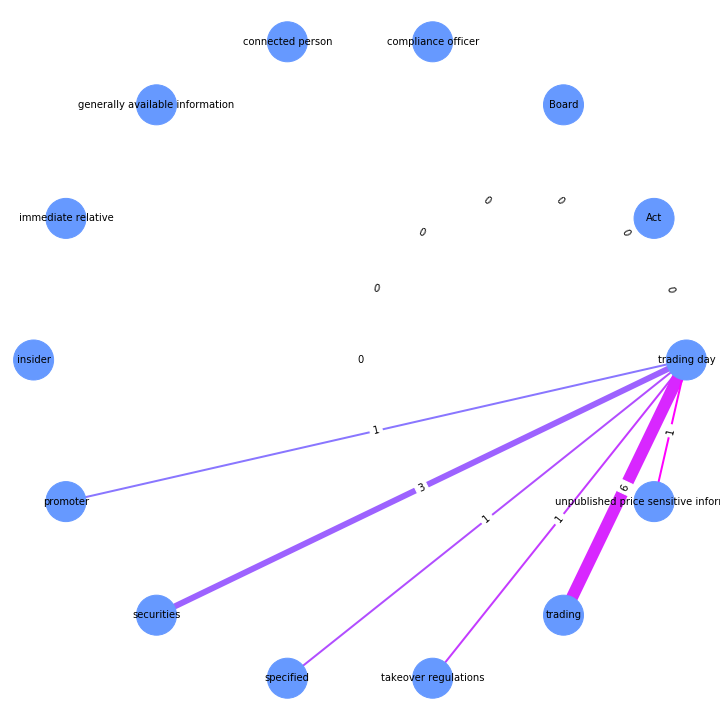 connected person
compliance officer
generally available information
Board
0
0
immediate relative
Act
0
0
0
0
insider
0
trading day
1
1
3
6
promoter
unpublished price sensitive infor
1
1
securities
trading
specified
takeover regulations